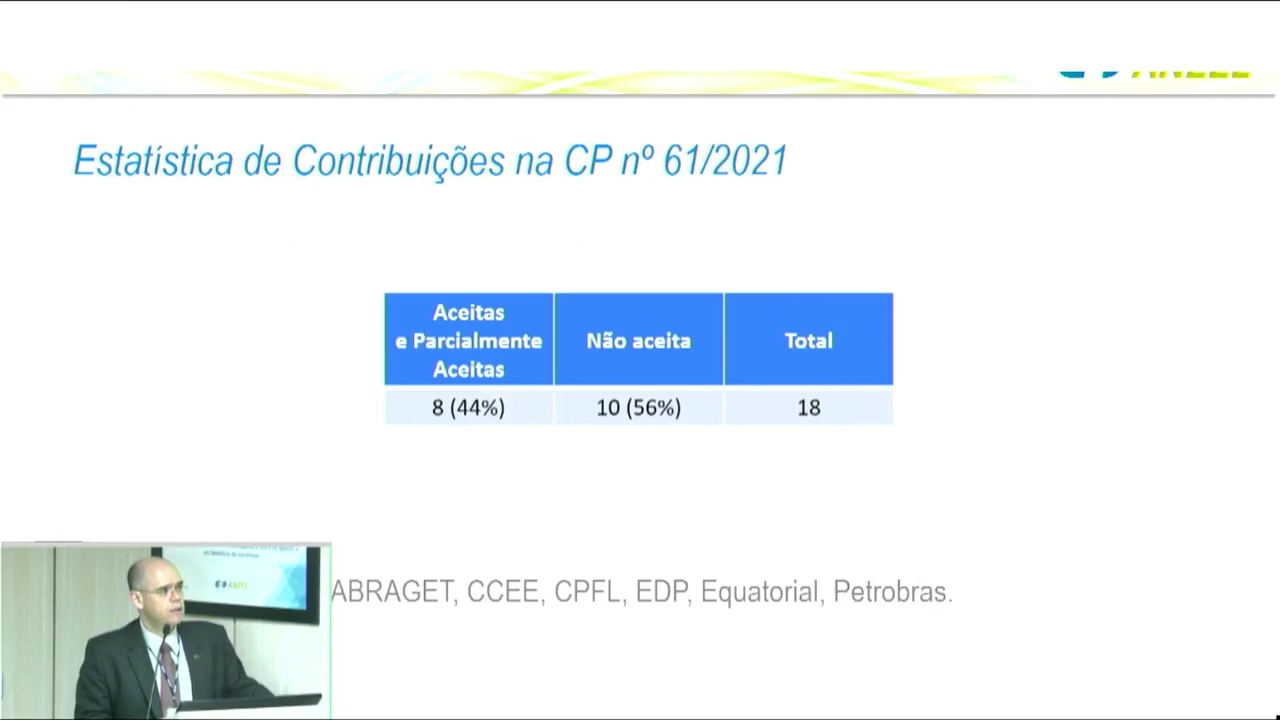 Estatística de Contribuições na CP nº 61/2021
Aceitas
e Parcialmente
Aceitas
Não aceita
Total
8 (44%)
10 (56%)
18
ABRAGET, CCEE, CPFL, EDP, Equatorial, Petrobras.